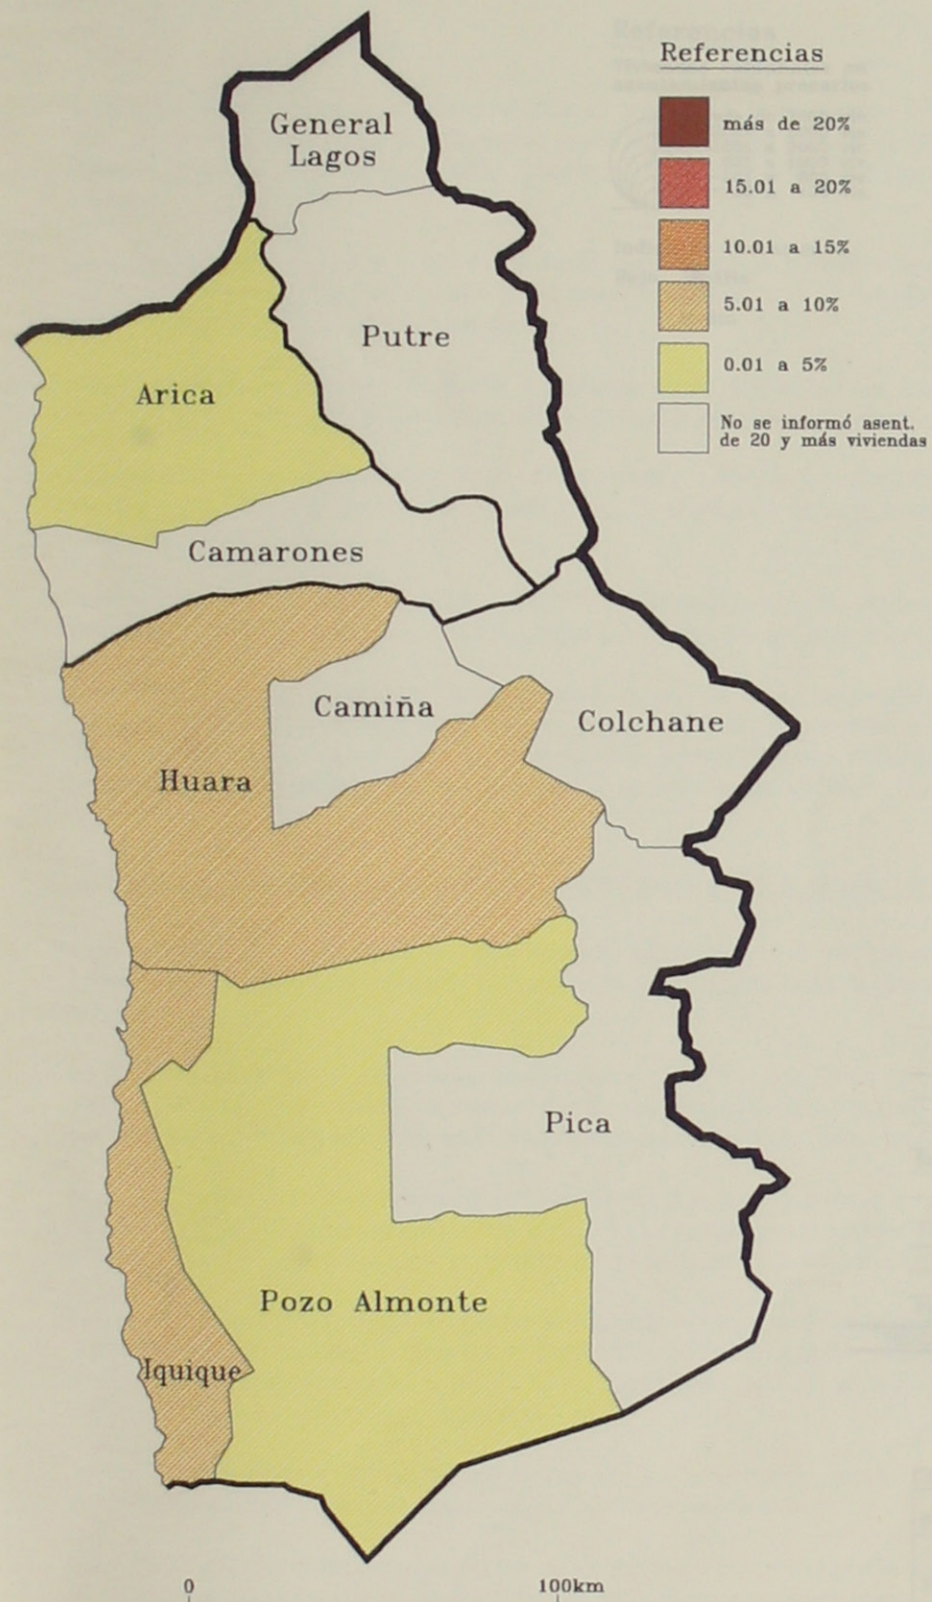 Referencias
más de 20%
15.01 a 20%
10.01 a 15%
5.01 a 10%
0.01 a 5%
No se informó asent.
de 20 y más viviendas
General
Lagos
Putre
Arica
Camarones
Camiña
Colchane
Huara
Pica
Pozo Almonte
Iquique
0
100km